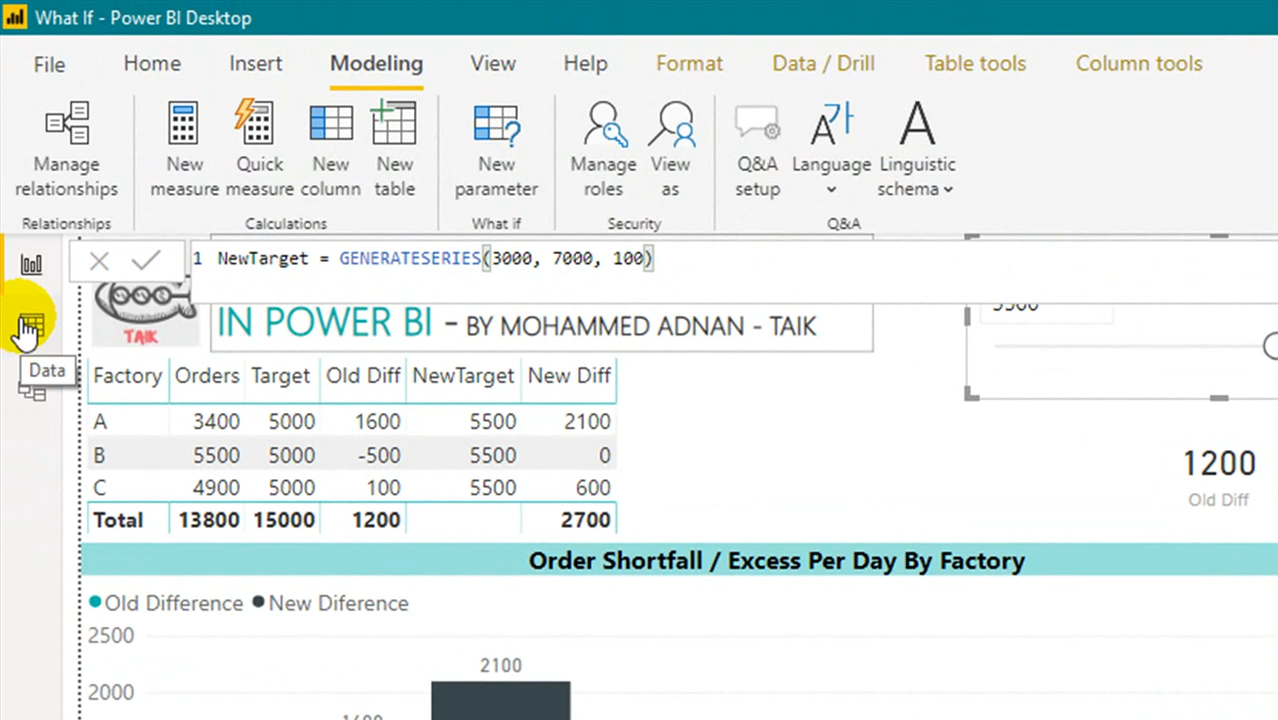 What If - Power BI Desktop
File Home Insert Modeling View Help Format Data / Drill Table tools Column tools
Manage relationships
New measure
Quick measure
New column
New table
New parameter
Manage roles
View as
Q&A setup
Language
Linguistic schema
Relationships Calculations What if Security Q&A
1 NewTarget = GENERATESERIES(3000, 7000, 100)
TAIK
IN POWER BI - BY MOHAMMED ADNAN - TAIK
5500
Data
Factory Orders Target Old Diff NewTarget New Diff
A 3400 5000 1600 5500 2100
B 5500 5000 -500 5500 0
C 4900 5000 100 5500 600
Total 13800 15000 1200 2700
1200
Old Diff
Order Shortfall / Excess Per Day By Factory
Old Difference New Diference
2500
2100
2000
1600